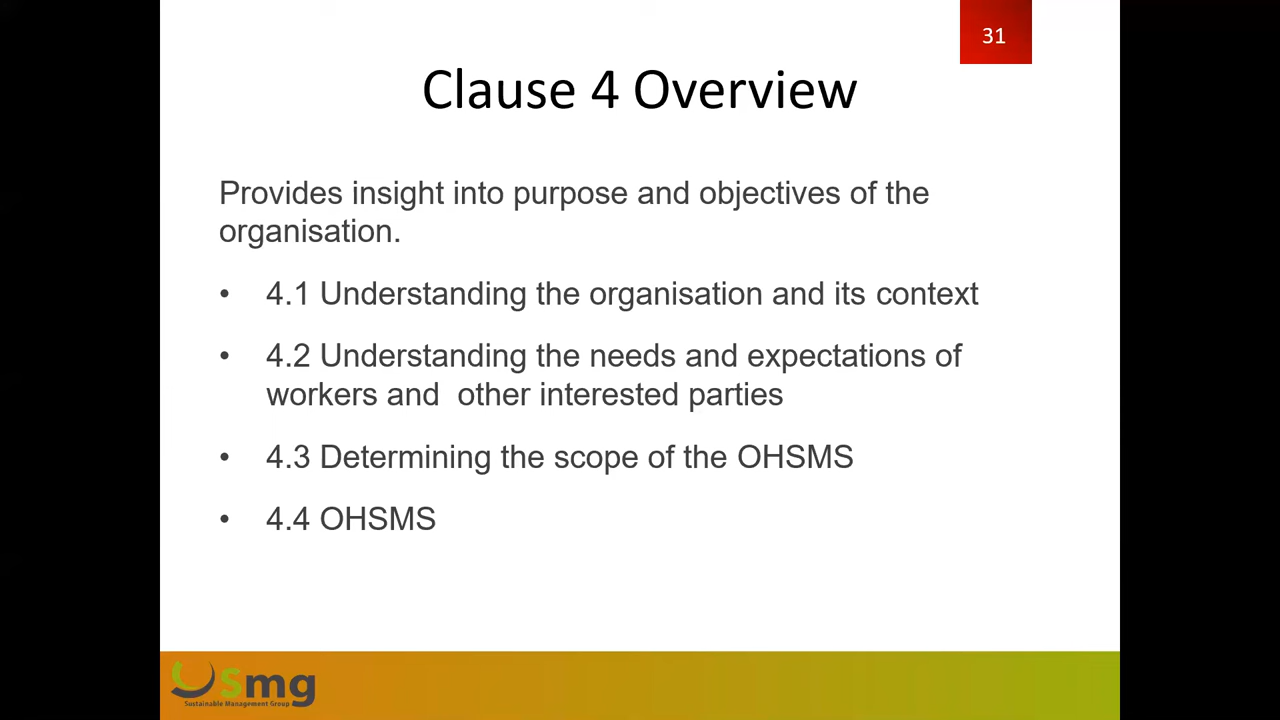 31
Clause 4 Overview
Provides insight into purpose and objectives of the
organisation.
• 4.1 Understanding the organisation and its context
• 4.2 Understanding the needs and expectations of
workers and  other interested parties
• 4.3 Determining the scope of the OHSMS
• 4.4 OHSMS
Smg
Sustainable Management Group